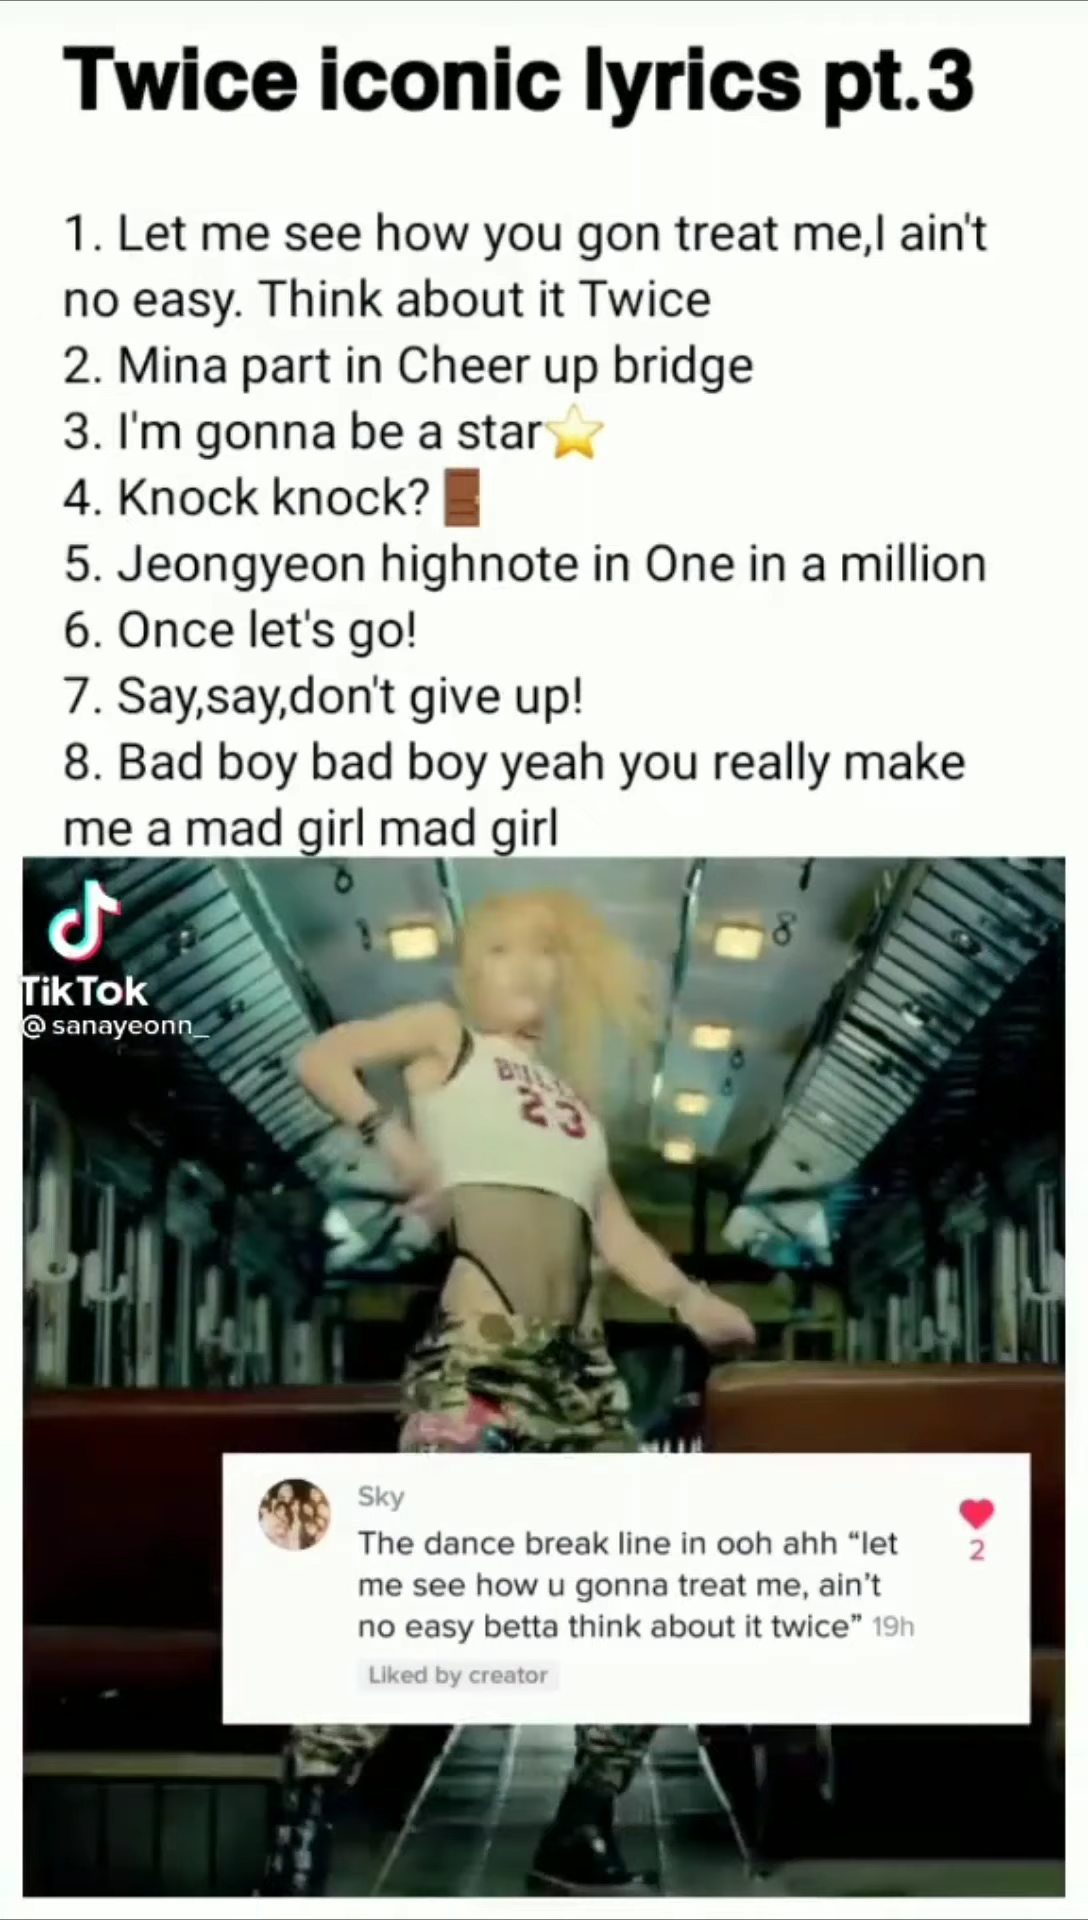 Twice iconic lyrics pt.3
1. Let me see how you gon treat me,I ain't
no easy. Think about it Twice
2. Mina part in Cheer up bridge
3. I'm gonna be a star⭐
4. Knock knock?🚪
5. Jeongyeon highnote in One in a million
6. Once let's go!
7. Say,say,don't give up!
8. Bad boy bad boy yeah you really make
me a mad girl mad girl
TikTok
@sanayeonn_
23
Sky
The dance break line in ooh ahh “let
me see how u gonna treat me, ain’t
no easy betta think about it twice” 19h
2
Liked by creator